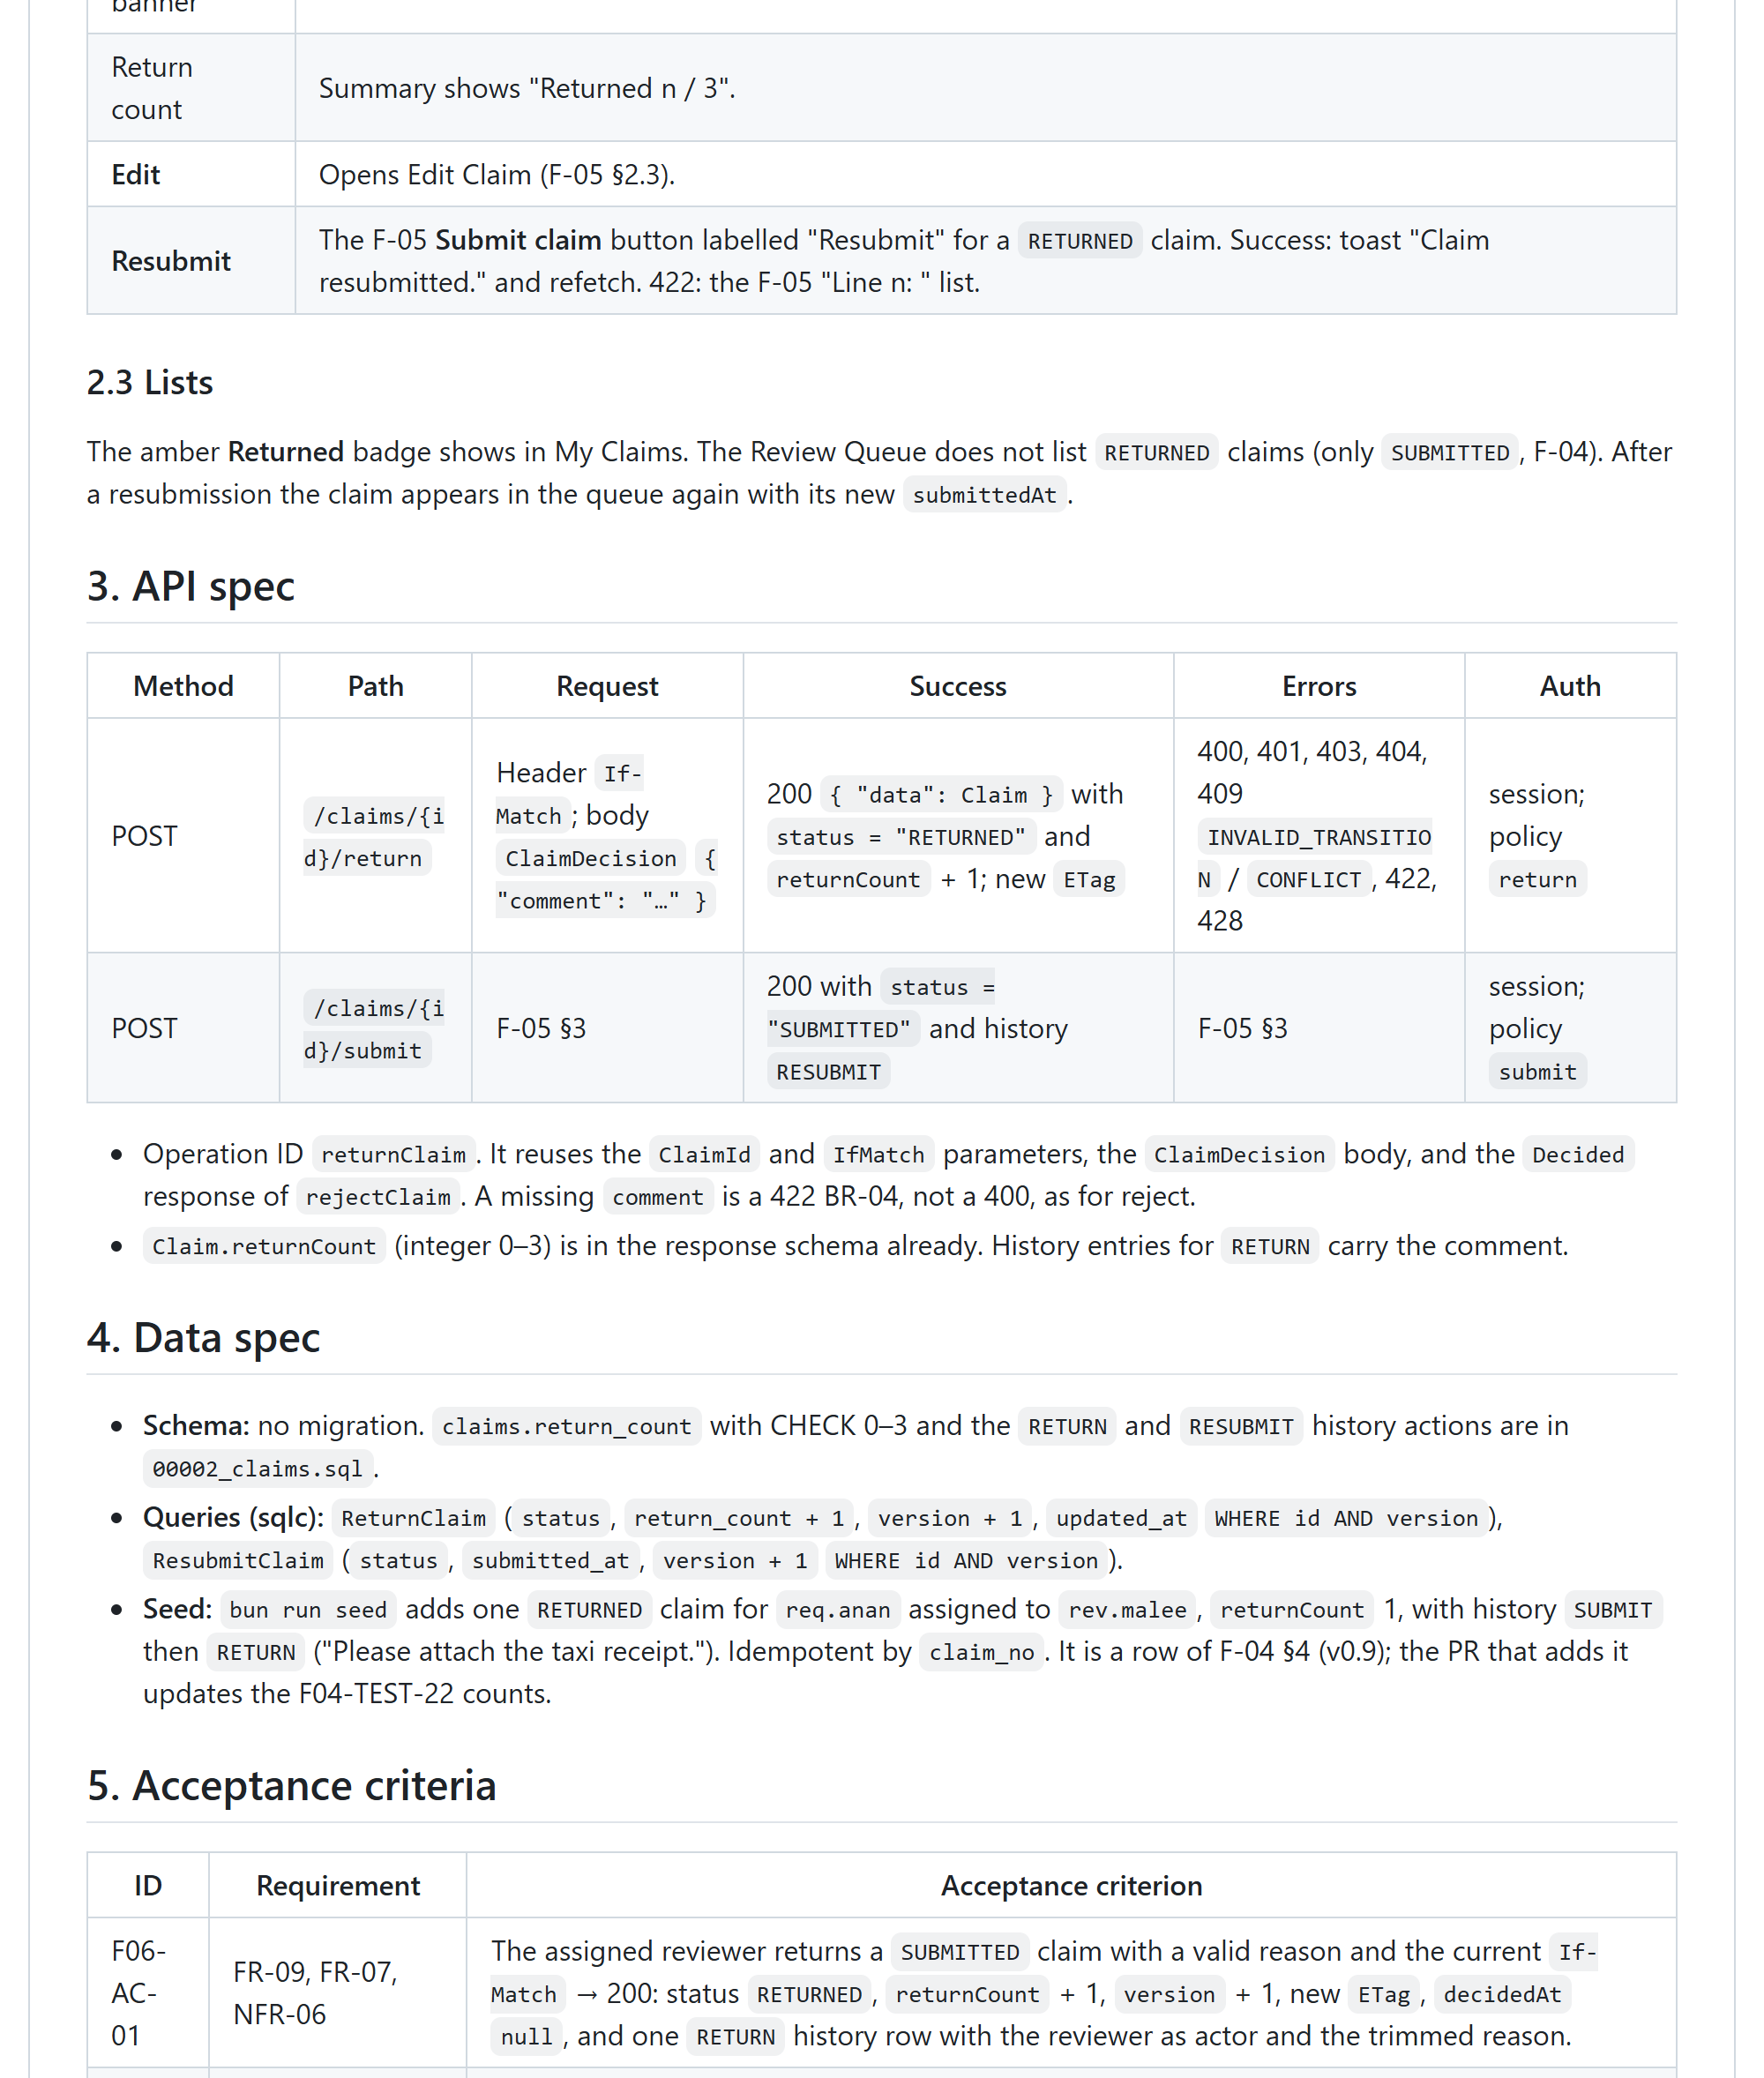 banner
Return
count
Summary shows "Returned n / 3".
Edit
Opens Edit Claim (F-05 §2.3).
Resubmit
The F-05 Submit claim button labelled "Resubmit" for a RETURNED claim. Success: toast "Claim
resubmitted." and refetch. 422: the F-05 "Line n: " list.
2.3 Lists
The amber Returned badge shows in My Claims. The Review Queue does not list RETURNED claims (only SUBMITTED, F-04). After
a resubmission the claim appears in the queue again with its new submittedAt.
3. API spec
Method
Path
Request
Success
Errors
Auth
POST
/claims/{i
d}/return
Header If-
Match; body
ClaimDecision {
"comment": "…" }
200 { "data": Claim } with
status = "RETURNED" and
returnCount + 1; new ETag
400, 401, 403, 404,
409
INVALID_TRANSITIO
N / CONFLICT, 422,
428
session;
policy
return
POST
/claims/{i
d}/submit
F-05 §3
200 with status =
"SUBMITTED" and history
RESUBMIT
F-05 §3
session;
policy
submit
Operation ID returnClaim. It reuses the ClaimId and IfMatch parameters, the ClaimDecision body, and the Decided
response of rejectClaim. A missing comment is a 422 BR-04, not a 400, as for reject.
Claim.returnCount (integer 0–3) is in the response schema already. History entries for RETURN carry the comment.
4. Data spec
Schema: no migration. claims.return_count with CHECK 0–3 and the RETURN and RESUBMIT history actions are in
00002_claims.sql.
Queries (sqlc): ReturnClaim (status, return_count + 1, version + 1, updated_at WHERE id AND version),
ResubmitClaim (status, submitted_at, version + 1 WHERE id AND version).
Seed: bun run seed adds one RETURNED claim for req.anan assigned to rev.malee, returnCount 1, with history SUBMIT
then RETURN ("Please attach the taxi receipt."). Idempotent by claim_no. It is a row of F-04 §4 (v0.9); the PR that adds it
updates the F04-TEST-22 counts.
5. Acceptance criteria
ID
Requirement
Acceptance criterion
F06-
AC-
01
FR-09, FR-07,
NFR-06
The assigned reviewer returns a SUBMITTED claim with a valid reason and the current If-
Match → 200: status RETURNED, returnCount + 1, version + 1, new ETag, decidedAt
null, and one RETURN history row with the reviewer as actor and the trimmed reason.